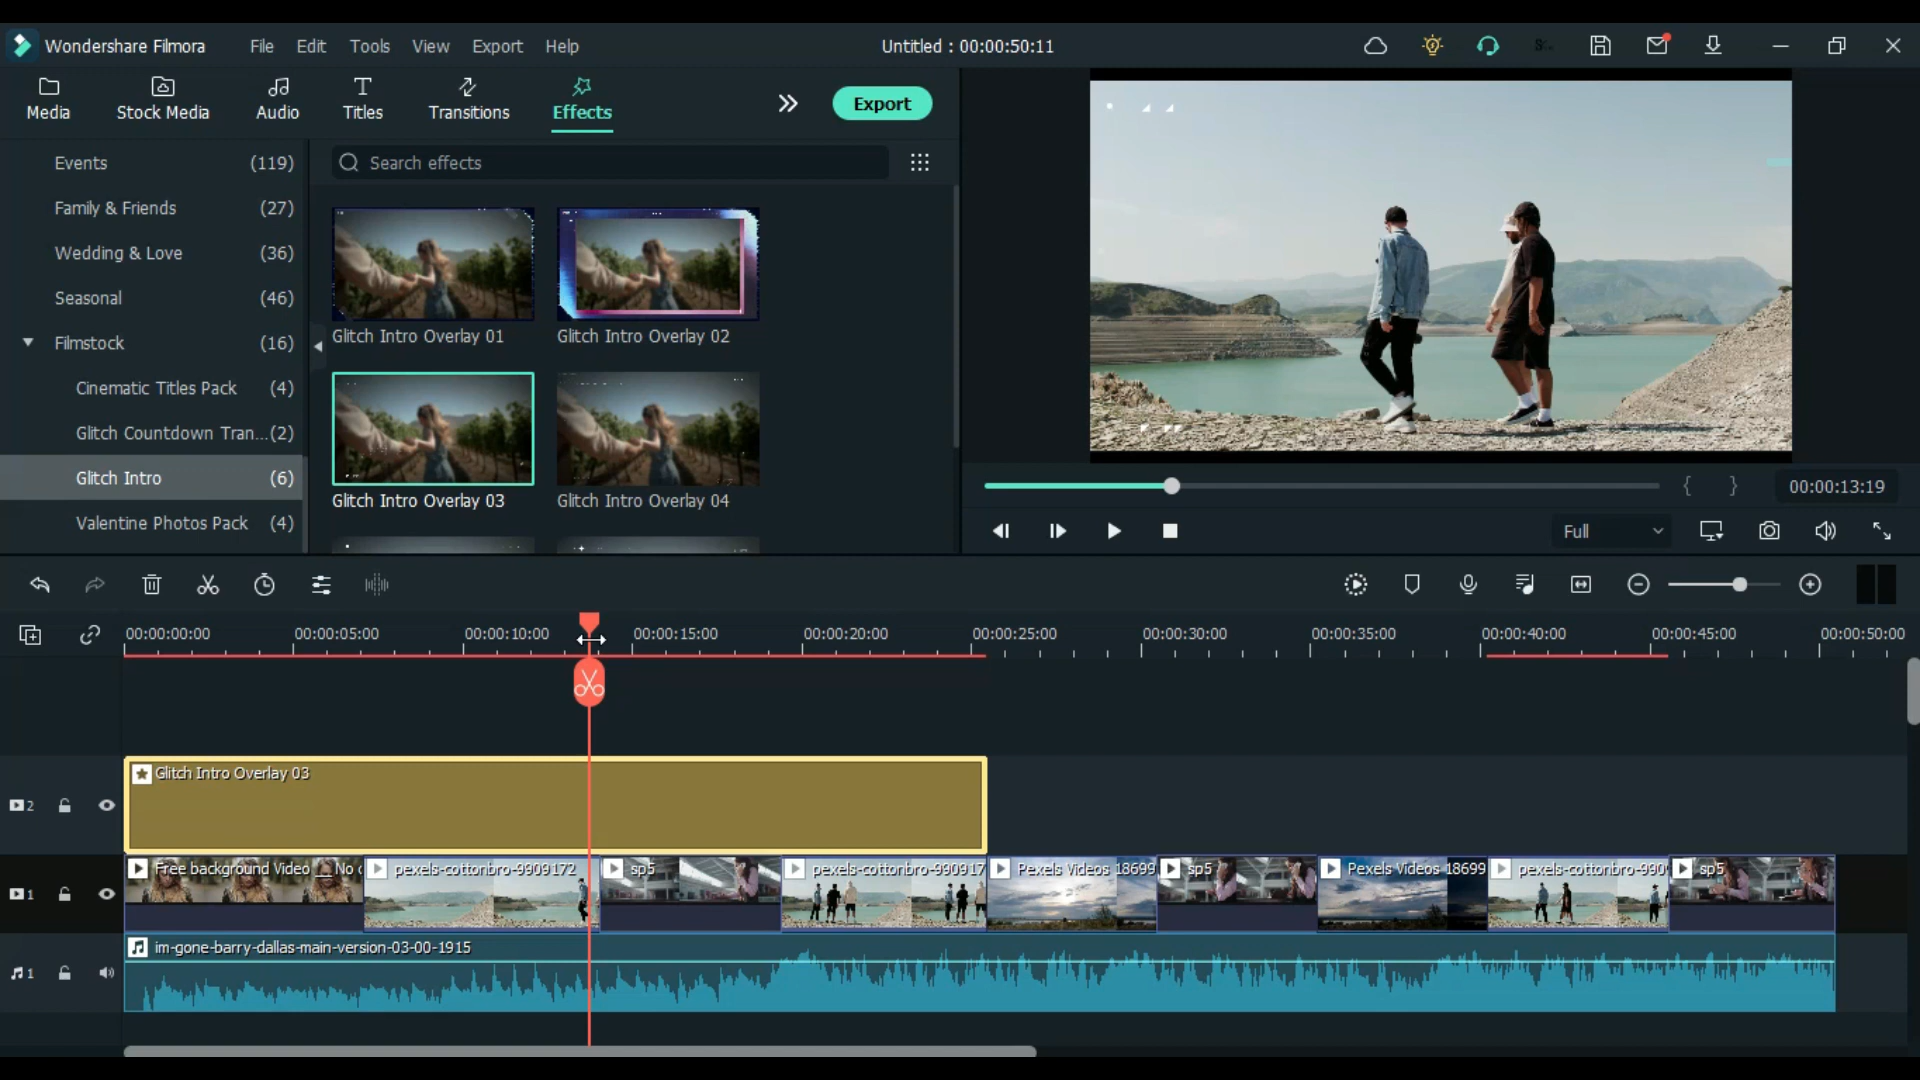 Wondershare Filmora
File Edit Tools View Export Help
Untitled : 00:00:50:11
Media Stock Media Audio Titles Transitions Effects
Export
Events (119)
Family & Friends (27)
Wedding & Love (36)
Seasonal (46)
Filmstock (16)
Cinematic Titles Pack (4)
Glitch Countdown Tran...(2)
Glitch Intro (6)
Valentine Photos Pack (4)
Search effects
Glitch Intro Overlay 01
Glitch Intro Overlay 02
Glitch Intro Overlay 03
Glitch Intro Overlay 04
{ } 00:00:13:19
Full
00:00:00:00 00:00:05:00 00:00:10:00 00:00:15:00 00:00:20:00 00:00:25:00 00:00:30:00 00:00:35:00 00:00:40:00 00:00:45:00 00:00:50:00
2
Glitch Intro Overlay 03
1
Free background Video __ No
pexels-cottonbro-9909172
sp5
pexels-cottonbro-990917
Pexels Videos 18699
sp5
Pexels Videos 18699
pexels-cottonbro-990
sp5
1
im-gone-barry-dallas-main-version-03-00-1915